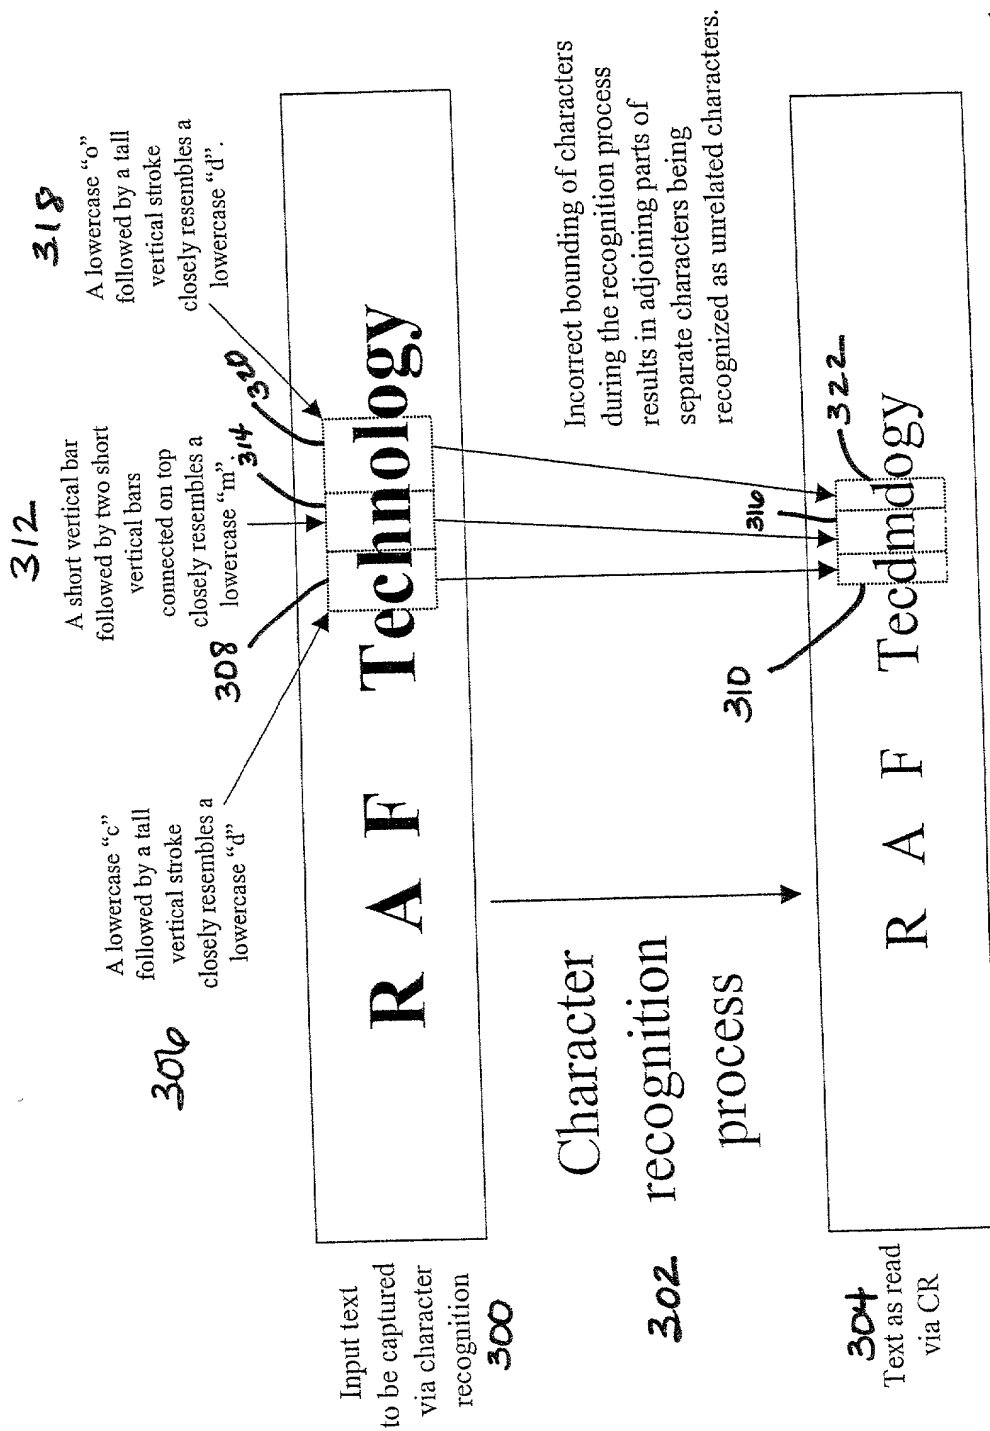 306
A lowercase “c”
followed by a tall
vertical stroke
closely resembles a
lowercase “d”
312
A short vertical bar
followed by two short
vertical bars
connected on top
closely resembles a
lowercase “m”.
318
A lowercase “o”
followed by a tall
vertical stroke
closely resembles a
lowercase “d”.
308
314
320
Input text
to be captured
via character
recognition
300
R A F Technology
302
Character
recognition
process
Incorrect bounding of characters
during the recognition process
results in adjoining parts of
separate characters being
recognized as unrelated characters.
310
316
322
304
Text as read
via CR
R A F Tecdmdogy